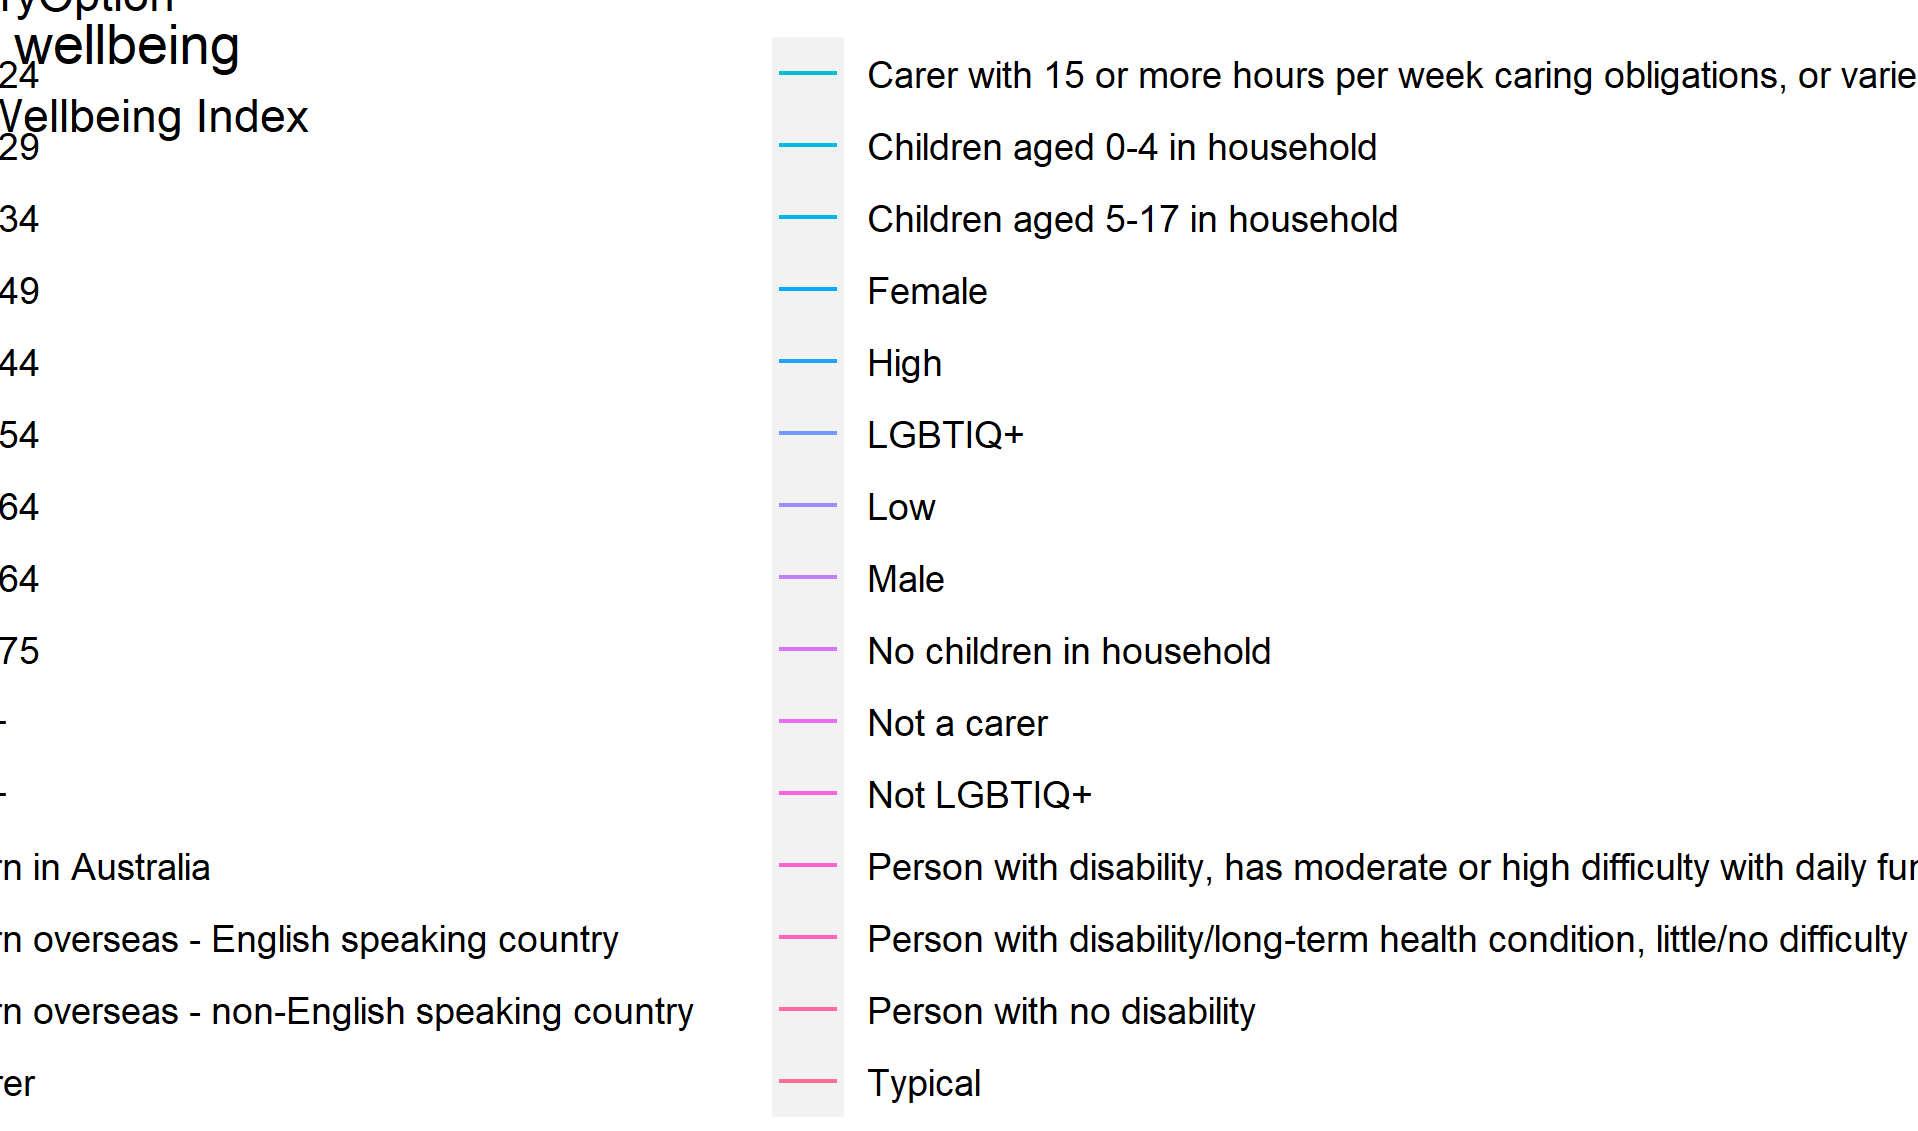 ryOption
wellbeing
Wellbeing Index
24
29
34
49
44
54
64
64
75
-
-
rn in Australia
rn overseas - English speaking country
rn overseas - non-English speaking country
rer
Carer with 15 or more hours per week caring obligations, or varie
Children aged 0-4 in household
Children aged 5-17 in household
Female
High
LGBTIQ+
Low
Male
No children in household
Not a carer
Not LGBTIQ+
Person with disability, has moderate or high difficulty with daily fun
Person with disability/long-term health condition, little/no difficulty
Person with no disability
Typical